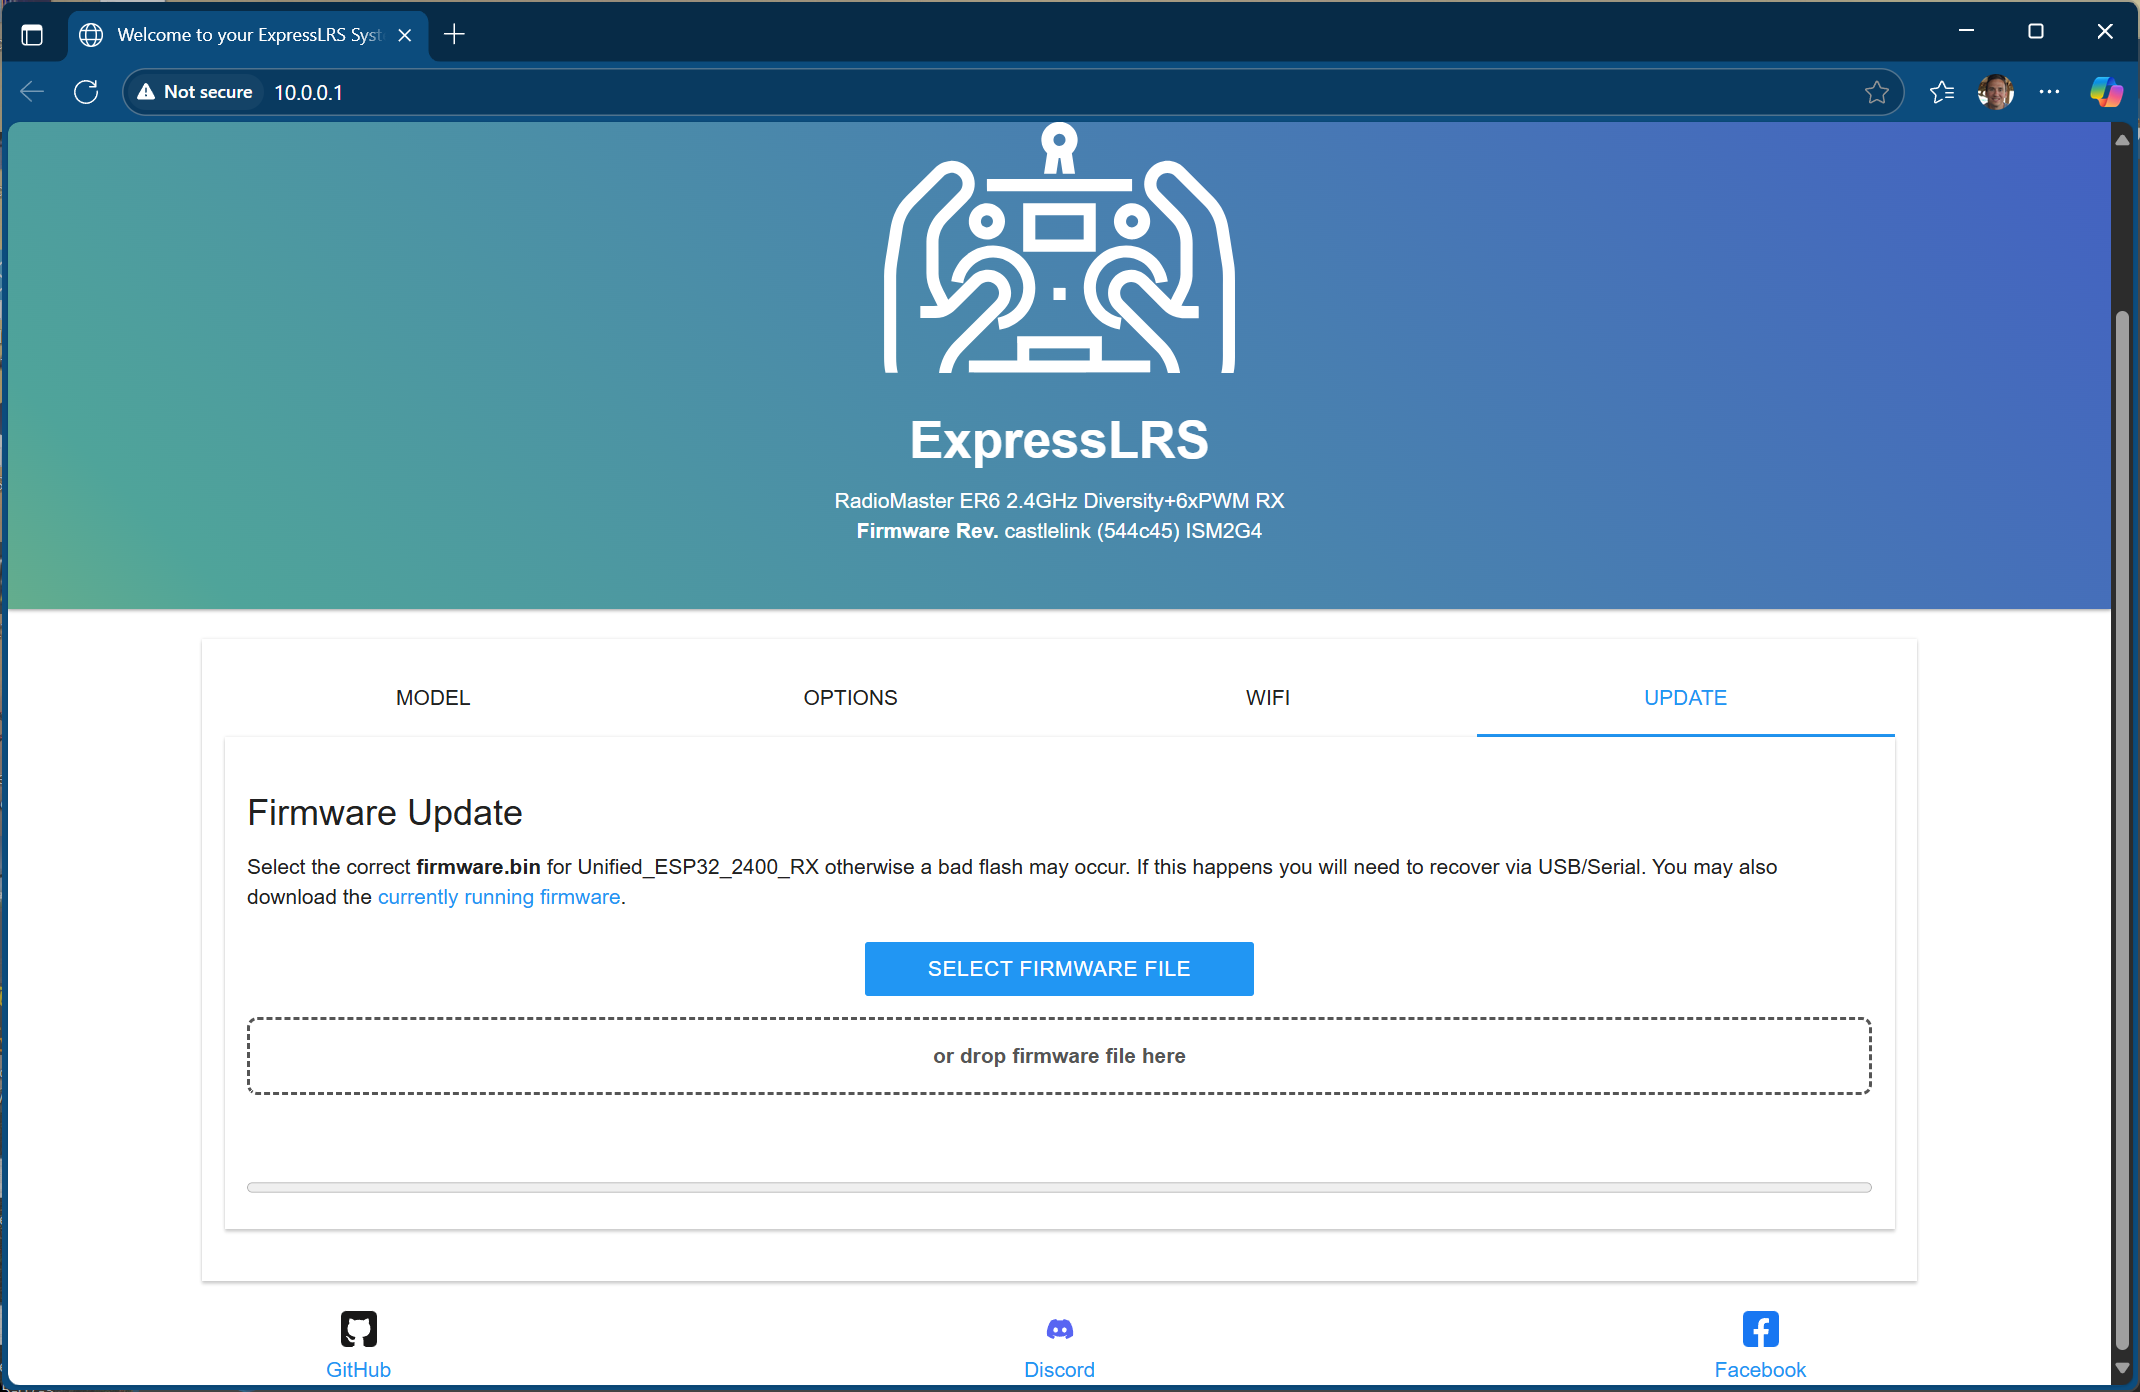 Welcome to your ExpressLRS Syst
Not secure
10.0.0.1
ExpressLRS
RadioMaster ER6 2.4GHz Diversity+6xPWM RX
Firmware Rev. castlelink (544c45) ISM2G4
MODEL
OPTIONS
WIFI
UPDATE
Firmware Update
Select the correct firmware.bin for Unified_ESP32_2400_RX otherwise a bad flash may occur. If this happens you will need to recover via USB/Serial. You may also
download the currently running firmware.
SELECT FIRMWARE FILE
or drop firmware file here
GitHub
Discord
Facebook